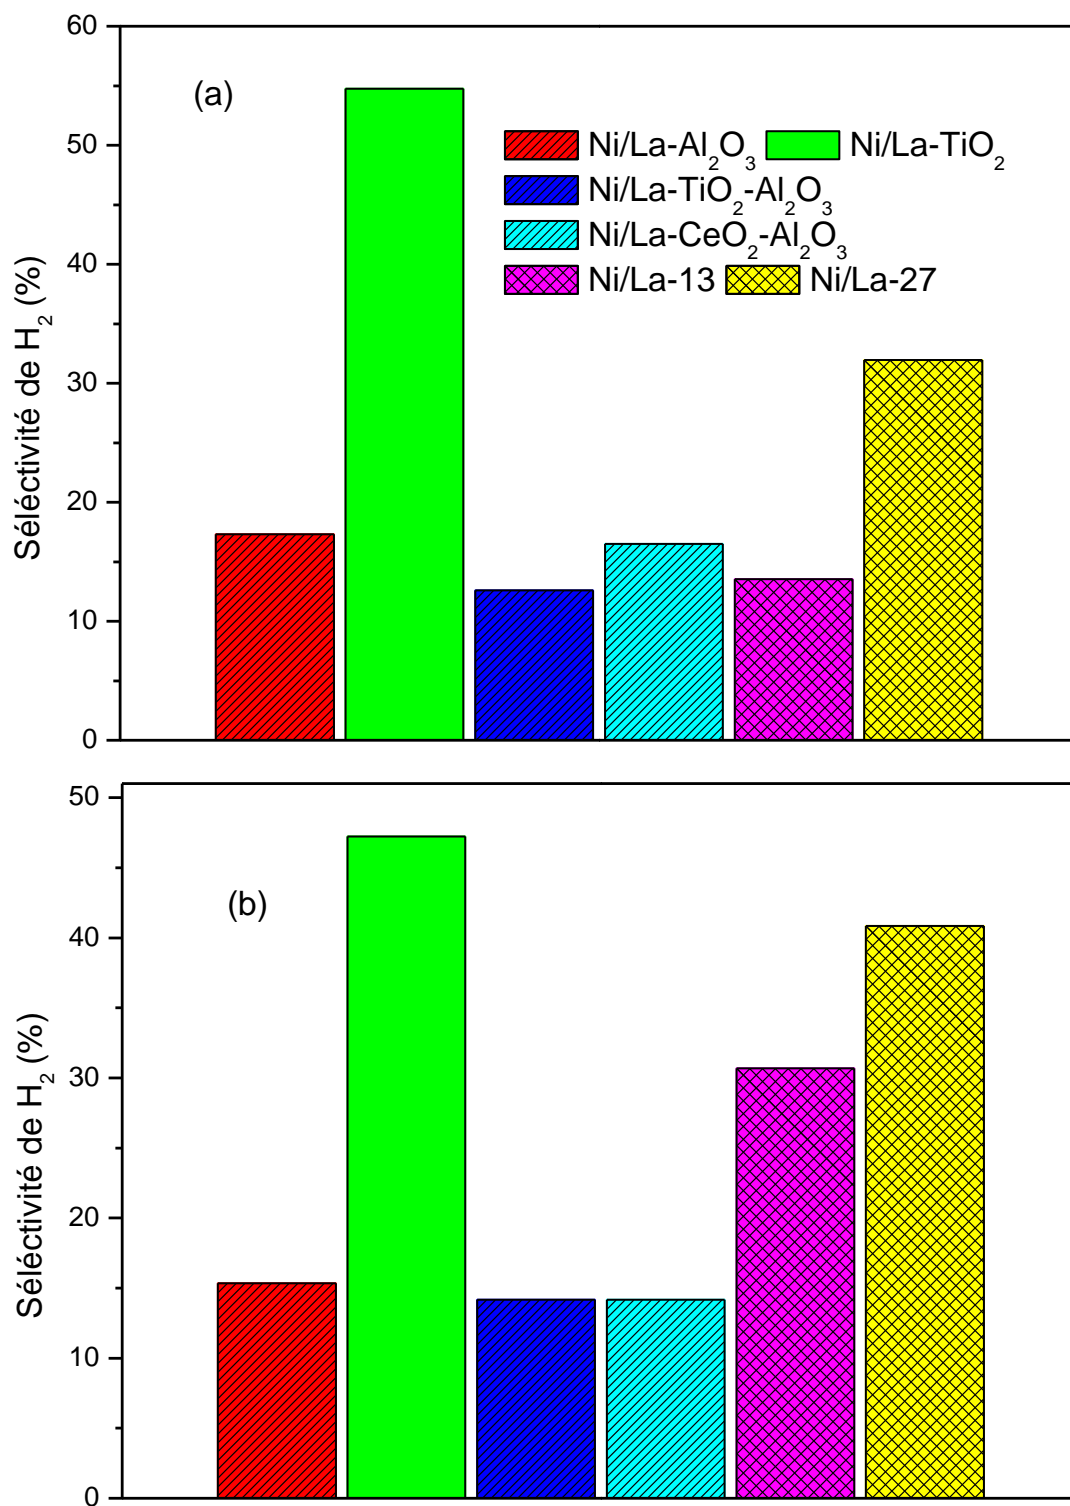 60
(a)
50
Ni/La-Al2O3 Ni/La-TiO2
Ni/La-TiO2-Al2O3
40
Ni/La-CeO2-Al2O3
Ni/La-13 Ni/La-27
Séléctivité de H2 (%)
30
20
10
0
50
(b)
40
Séléctivité de H2 (%)
30
20
10
0